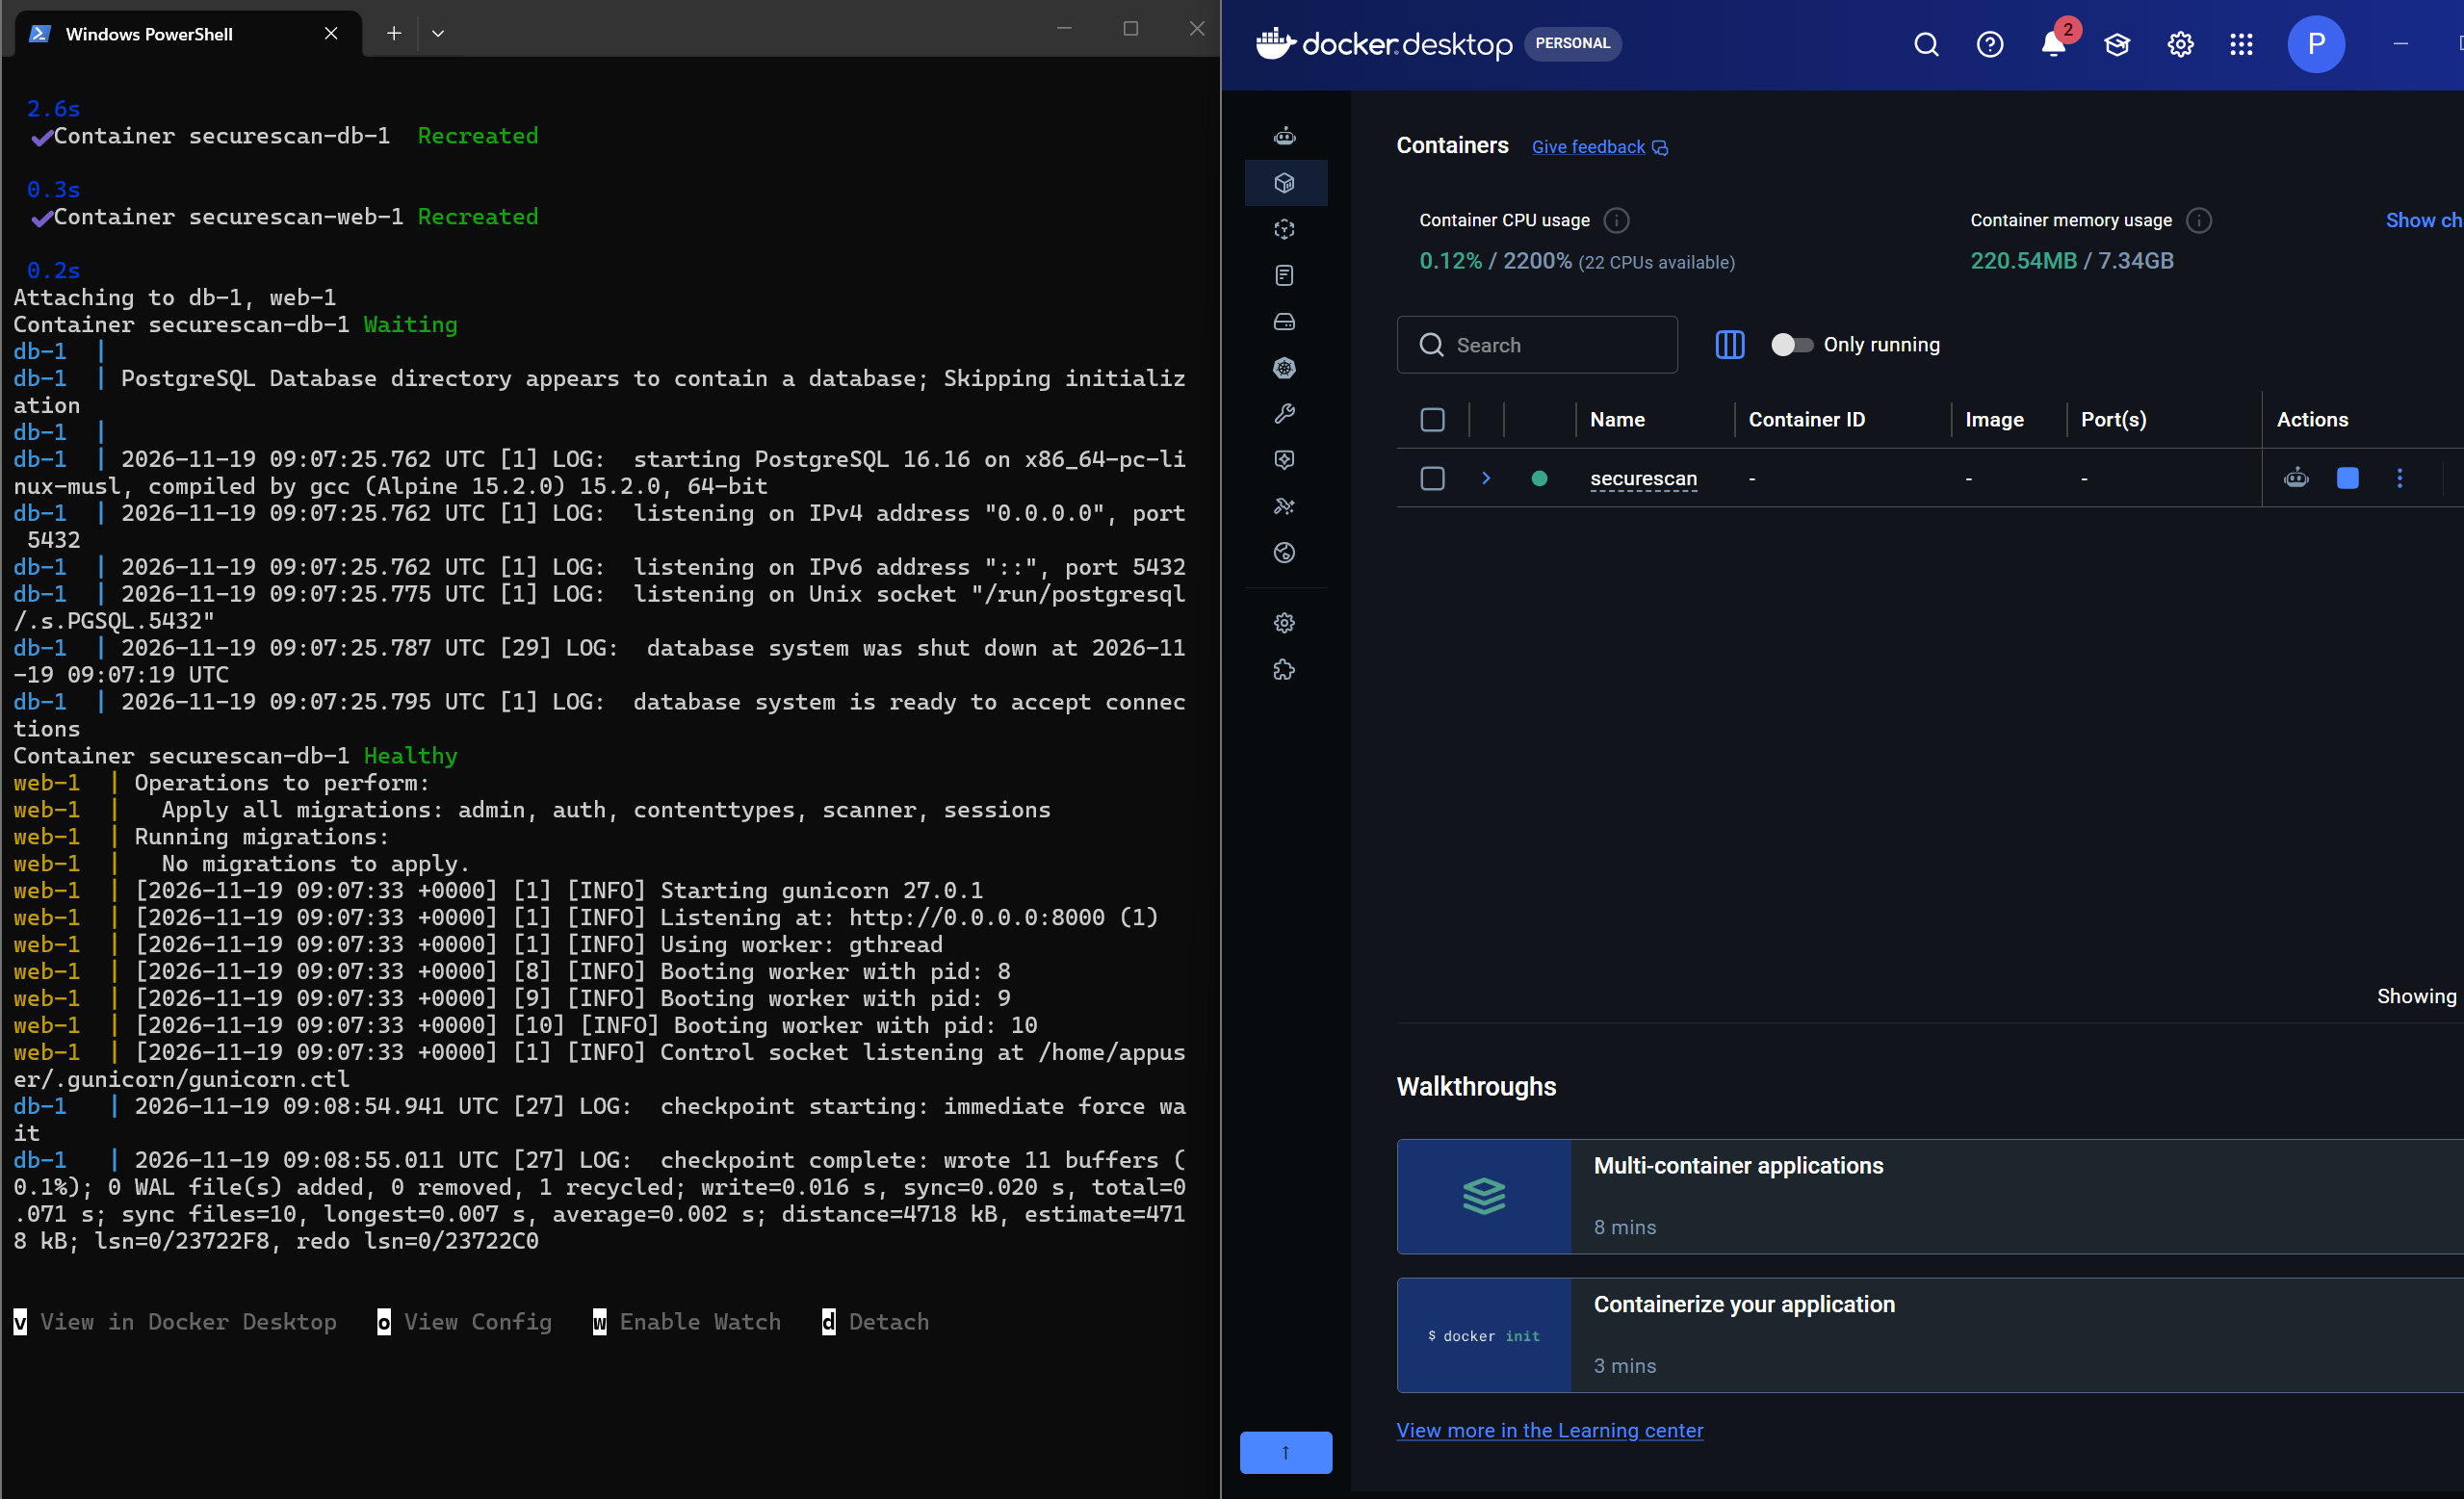 Windows PowerShell
2.6s
Container securescan-db-1  Recreated
0.3s
Container securescan-web-1 Recreated
0.2s
Attaching to db-1, web-1
Container securescan-db-1 Waiting
db-1  |
db-1  | PostgreSQL Database directory appears to contain a database; Skipping initializ
ation
db-1  |
db-1  | 2026-11-19 09:07:25.762 UTC [1] LOG:  starting PostgreSQL 16.16 on x86_64-pc-li
nux-musl, compiled by gcc (Alpine 15.2.0) 15.2.0, 64-bit
db-1  | 2026-11-19 09:07:25.762 UTC [1] LOG:  listening on IPv4 address "0.0.0.0", port
 5432
db-1  | 2026-11-19 09:07:25.762 UTC [1] LOG:  listening on IPv6 address "::", port 5432
db-1  | 2026-11-19 09:07:25.775 UTC [1] LOG:  listening on Unix socket "/run/postgresql
/.s.PGSQL.5432"
db-1  | 2026-11-19 09:07:25.787 UTC [29] LOG:  database system was shut down at 2026-11
-19 09:07:19 UTC
db-1  | 2026-11-19 09:07:25.795 UTC [1] LOG:  database system is ready to accept connec
tions
Container securescan-db-1 Healthy
web-1  | Operations to perform:
web-1  |   Apply all migrations: admin, auth, contenttypes, scanner, sessions
web-1  | Running migrations:
web-1  |   No migrations to apply.
web-1  | [2026-11-19 09:07:33 +0000] [1] [INFO] Starting gunicorn 27.0.1
web-1  | [2026-11-19 09:07:33 +0000] [1] [INFO] Listening at: http://0.0.0.0:8000 (1)
web-1  | [2026-11-19 09:07:33 +0000] [1] [INFO] Using worker: gthread
web-1  | [2026-11-19 09:07:33 +0000] [8] [INFO] Booting worker with pid: 8
web-1  | [2026-11-19 09:07:33 +0000] [9] [INFO] Booting worker with pid: 9
web-1  | [2026-11-19 09:07:33 +0000] [10] [INFO] Booting worker with pid: 10
web-1  | [2026-11-19 09:07:33 +0000] [1] [INFO] Control socket listening at /home/appus
er/.gunicorn/gunicorn.ctl
db-1   | 2026-11-19 09:08:54.941 UTC [27] LOG:  checkpoint starting: immediate force wa
it
db-1   | 2026-11-19 09:08:55.011 UTC [27] LOG:  checkpoint complete: wrote 11 buffers (
0.1%); 0 WAL file(s) added, 0 removed, 1 recycled; write=0.016 s, sync=0.020 s, total=0
.071 s; sync files=10, longest=0.007 s, average=0.002 s; distance=4718 kB, estimate=471
8 kB; lsn=0/23722F8, redo lsn=0/23722C0
v View in Docker Desktop   o View Config   w Enable Watch   d Detach
docker.desktop PERSONAL
2
P
Containers Give feedback
Container CPU usage
0.12% / 2200% (22 CPUs available)
Container memory usage
220.54MB / 7.34GB
Show ch
Search
Only running
Name Container ID Image Port(s) Actions
securescan - - -
Showing
Walkthroughs
Multi-container applications
8 mins
$ docker init
Containerize your application
3 mins
View more in the Learning center